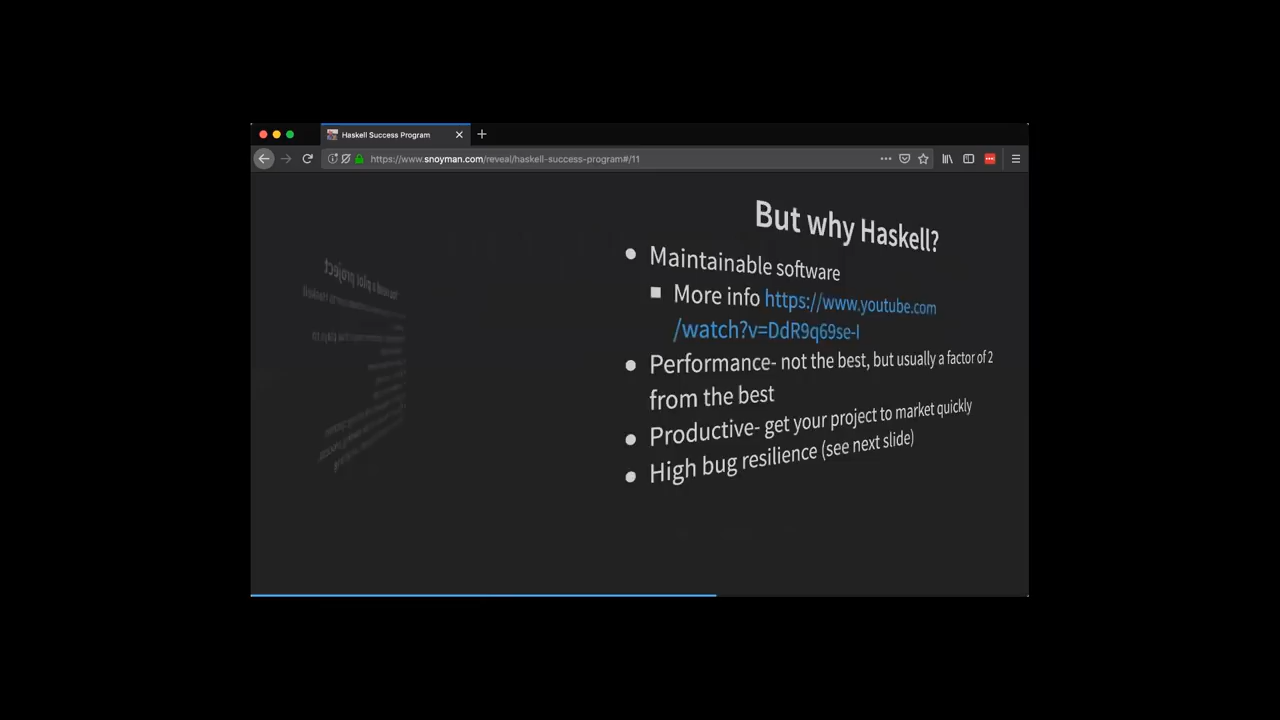 Haskell Success Program
https://www.snoyman.com/reveal/haskell-success-program#/11
But why Haskell?
Maintainable software
More info https://www.youtube.com
/watch?v=DdR9q69se-I
Performance- not the best, but usually a factor of 2
from the best
Productive- get your project to market quickly
High bug resilience (see next slide)